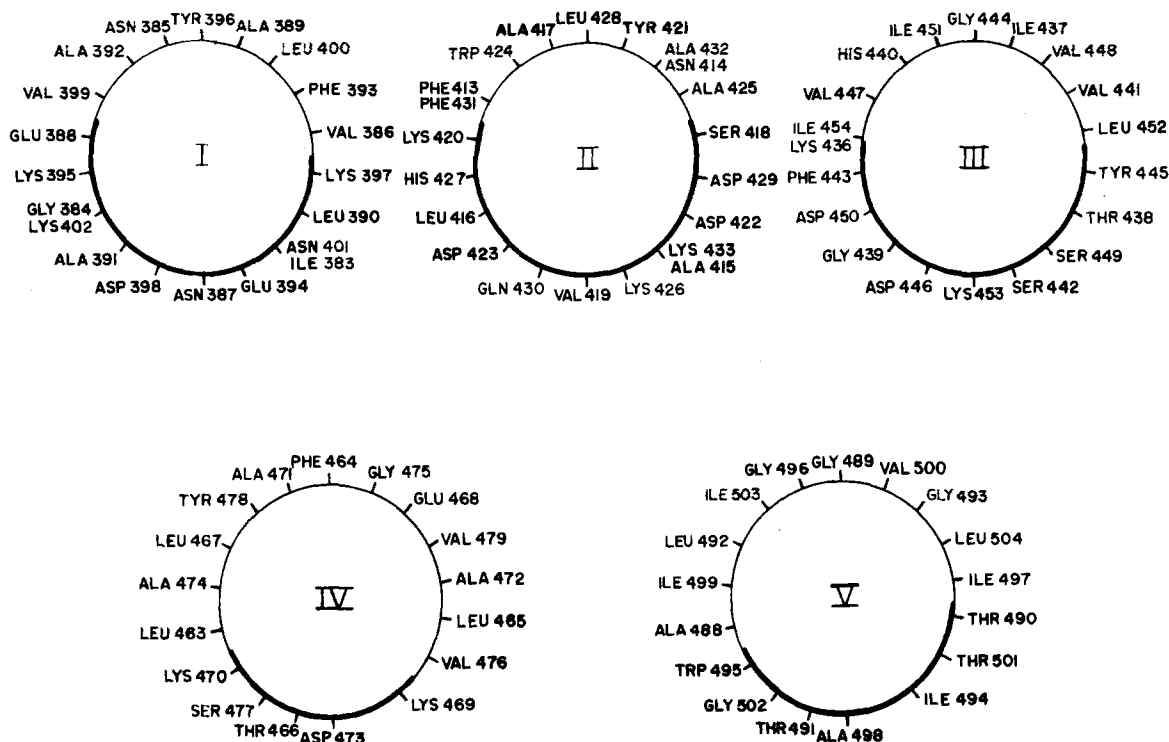 TYR 396
ASN 385
ALA 389
ALA 392
LEU 400
VAL 399
PHE 393
GLU 388
VAL 386
LYS 395
I
LYS 397
GLY 384
LYS 402
LEU 390
ALA 391
ASN 401
ILE 383
ASP 398
GLU 394
ASN 387
LEU 428
ALA 417
TYR 421
TRP 424
ALA 432
ASN 414
PHE 413
PHE 431
ALA 425
LYS 420
SER 418
HIS 427
II
ASP 429
LEU 416
ASP 422
ASP 423
LYS 433
ALA 415
GLN 430
LYS 426
VAL 419
GLY 444
ILE 451
ILE 437
HIS 440
VAL 448
VAL 447
VAL 441
ILE 454
LYS 436
LEU 452
PHE 443
III
TYR 445
ASP 450
THR 438
GLY 439
SER 449
ASP 446
SER 442
LYS 453
PHE 464
ALA 471
GLY 475
TYR 478
GLU 468
LEU 467
VAL 479
ALA 474
ALA 472
IV
LEU 463
LEU 465
LYS 470
VAL 476
SER 477
LYS 469
THR 466
ASP 473
GLY 489
GLY 496
VAL 500
ILE 503
GLY 493
LEU 492
LEU 504
ILE 499
ILE 497
V
ALA 488
THR 490
TRP 495
THR 501
GLY 502
ILE 494
THR 491
ALA 498